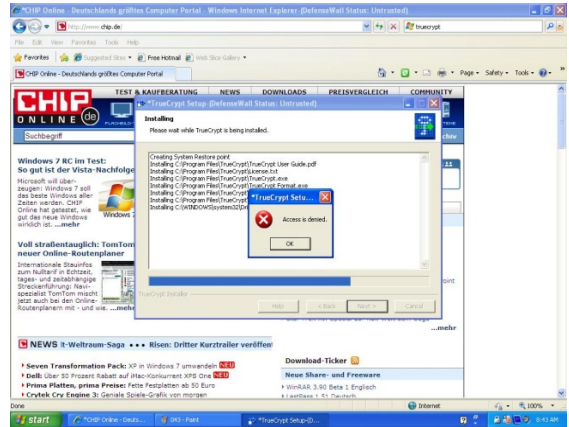 *CHIP Online - Deutschlands größtes Computer Portal - Windows Internet Explorer -(DefenseWall Status: Untrusted)
http://www.chip.de/
truecrypt
File Edit View Favorites Tools Help
Favorites Suggested Sites Free Hotmail Web Slice Gallery
CHIP Online - Deutschlands größtes Computer Portal
Page Safety Tools
TEST & KAUFBERATUNG NEWS DOWNLOADS PREISVERGLEICH COMMUNITY
CHIP
ONLINE de
Suchbegriff
*TrueCrypt Setup-(DefenseWall Status: Untrusted)
Installing
Please wait while TrueCrypt is being installed.
Creating System Restore point
Installing C:\Program Files\TrueCrypt\TrueCrypt User Guide.pdf
Installing C:\Program Files\TrueCrypt\License.txt
Installing C:\Program Files\TrueCrypt\TrueCrypt.exe
Installing C:\Program Files\TrueCrypt\TrueCrypt Format.exe
Installing C:\Program Files\TrueCrypt\
Installing C:\Program Files\TrueCrypt\
Installing C:\WINDOWS\system32\Dri
*TrueCrypt Setu...
Access is denied.
OK
TrueCrypt Installer
Help < Back Next > Cancel
Windows 7 RC im Test:
So gut ist der Vista-Nachfolge
Microsoft will über-
zeugen: Windows 7 soll
das beste Windows aller
Zeiten werden. CHIP
Online hat getestet, wie
gut das neue Windows
wirklich ist. ...mehr
Windows 7
Voll straßentauglich: TomTom
neuer Online-Routenplaner
Internationale Stauinfos
zum Nulltarif in Echtzeit,
tages- und zeitabhängige
Streckenführung: Navi-
spezialist TomTom mischt
jetzt auch bei den Online-
Routenplanern mit - und wie. ...mehr
...mehr
NEWS It-Weltraum-Saga ••• Risen: Dritter Kurztrailer veröffent
Seven Transformation Pack: XP in Windows 7 umwandeln NEU
Dell: Über 50 Prozent Rabatt auf iMac-Konkurrent XPS One NEU
Prima Platten, prima Preise: Fette Festplatten ab 50 Euro
Crytek Cry Engine 3: Geniale Spiele-Grafik von morgen
Download-Ticker
Neue Share- und Freeware
WinRAR 3.90 Beta 1 Englisch
LastPass 1.51 Deutsch
Done
Internet
100%
start
*CHIP Online - Deuts...
043 - Paint
*TrueCrypt Setup-(D...
8:43 AM